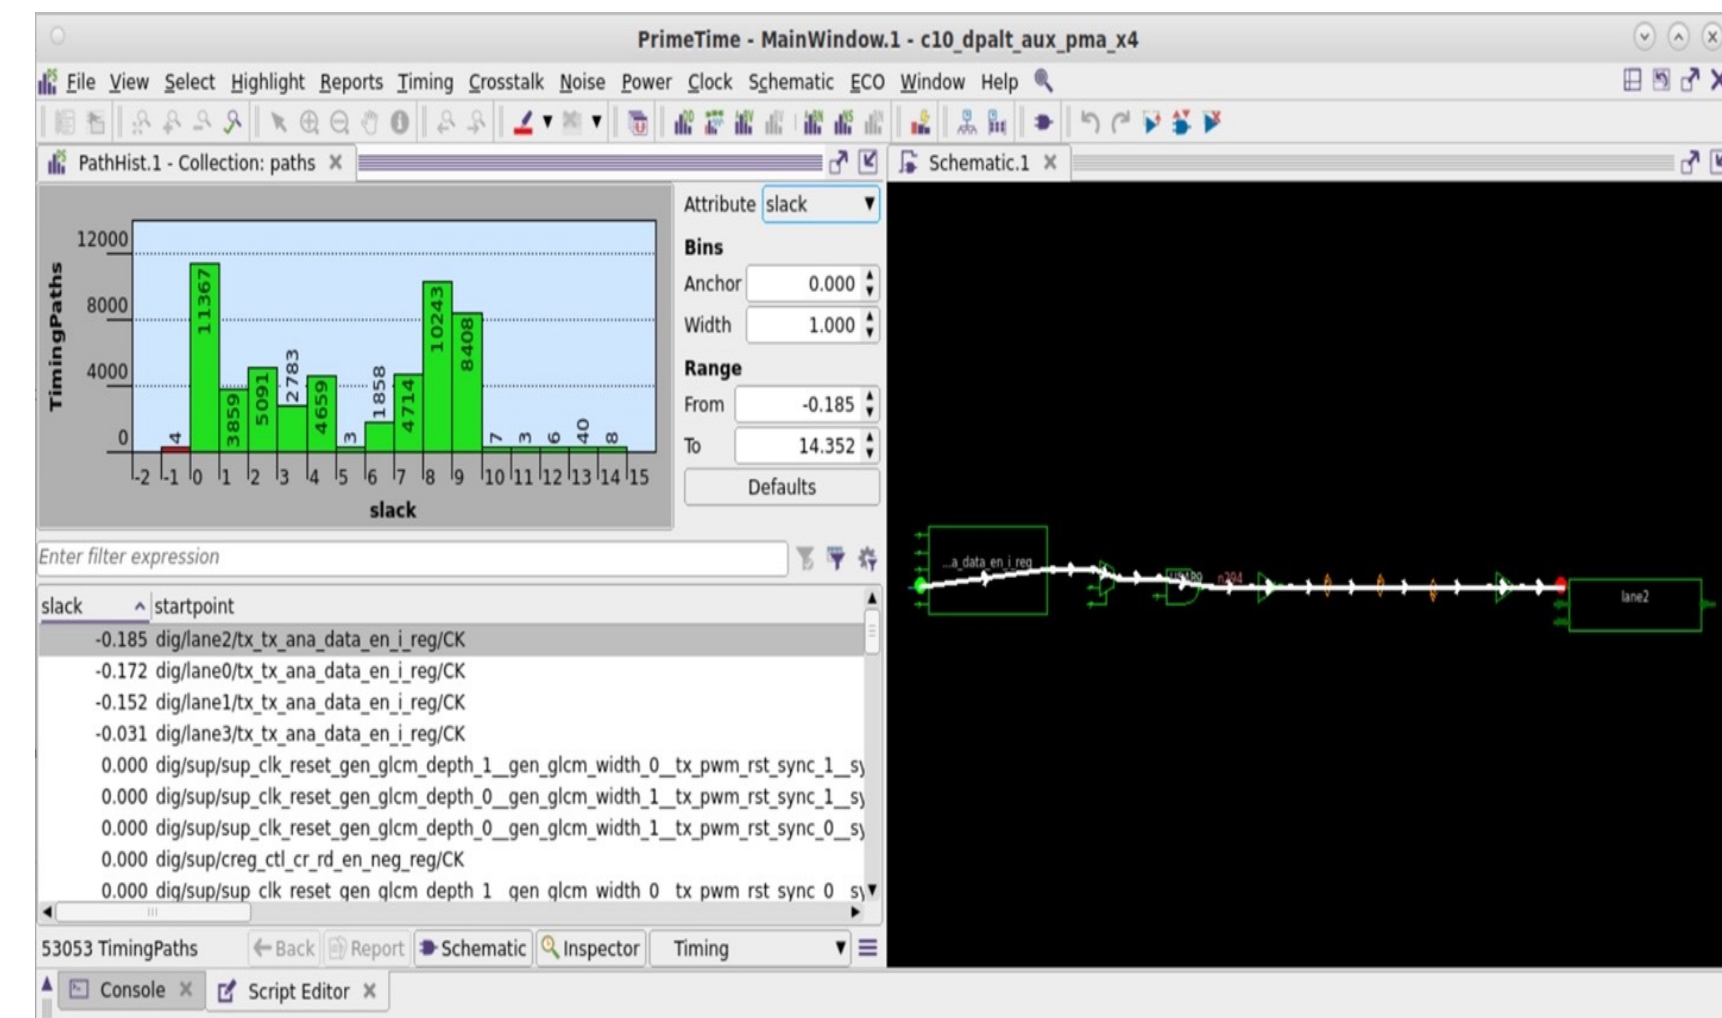 PrimeTime - MainWindow.1 - c10_dpalt_aux_pma_x4
File View Select Highlight Reports Timing Crosstalk Noise Power Clock Schematic ECO Window Help
PathHist.1 - Collection: paths
Schematic.1
TimingPaths
12000
8000
4000
0
4
11367
3859
5091
2783
4659
3
1858
4714
10243
8408
7
3
6
40
8
-2 -1 0 1 2 3 4 5 6 7 8 9 10 11 12 13 14 15
slack
Attribute slack
Bins
Anchor 0.000
Width 1.000
Range
From -0.185
To 14.352
Defaults
Enter filter expression
slack startpoint
-0.185 dig/lane2/tx_tx_ana_data_en_i_reg/CK
-0.172 dig/lane0/tx_tx_ana_data_en_i_reg/CK
-0.152 dig/lane1/tx_tx_ana_data_en_i_reg/CK
-0.031 dig/lane3/tx_tx_ana_data_en_i_reg/CK
0.000 dig/sup/sup_clk_reset_gen_glcm_depth_1__gen_glcm_width_0__tx_pwm_rst_sync_1__sy
0.000 dig/sup/sup_clk_reset_gen_glcm_depth_0__gen_glcm_width_1__tx_pwm_rst_sync_1__sy
0.000 dig/sup/sup_clk_reset_gen_glcm_depth_0__gen_glcm_width_1__tx_pwm_rst_sync_0__sy
0.000 dig/sup/creg_ctl_cr_rd_en_neg_reg/CK
0.000 dig/sup/sup_clk_reset_gen_glcm_depth_1__gen_glcm_width_0__tx_pwm_rst_sync_0__sy
53053 TimingPaths Back Report Schematic Inspector Timing
Console Script Editor
...a_data_en_i_reg
n294
lane2